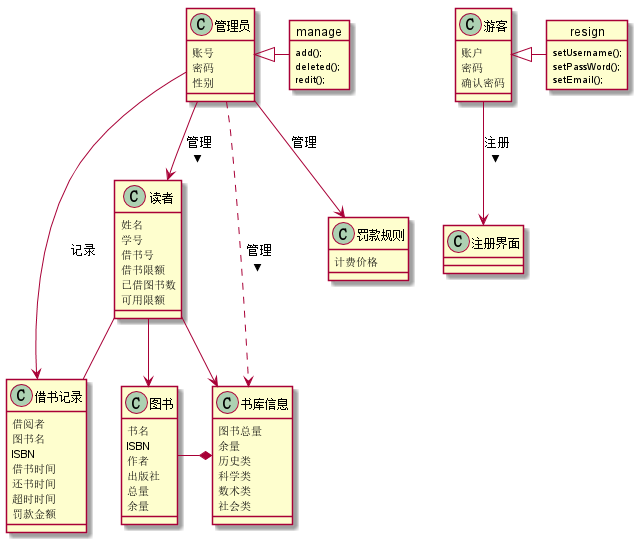 C 管理员
账号
密码
性别
manage
add();
deleted();
redit();
C 游客
账户
密码
确认密码
resign
setUsername();
setPassWord();
setEmail();
管理
管理
注册
记录
管理
C 读者
姓名
学号
借书号
借书限额
已借图书数
可用限额
C 罚款规则
计费价格
C 注册界面
C 借书记录
借阅者
图书名
ISBN
借书时间
还书时间
超时时间
罚款金额
C 图书
书名
ISBN
作者
出版社
总量
余量
C 书库信息
图书总量
余量
历史类
科学类
数术类
社会类